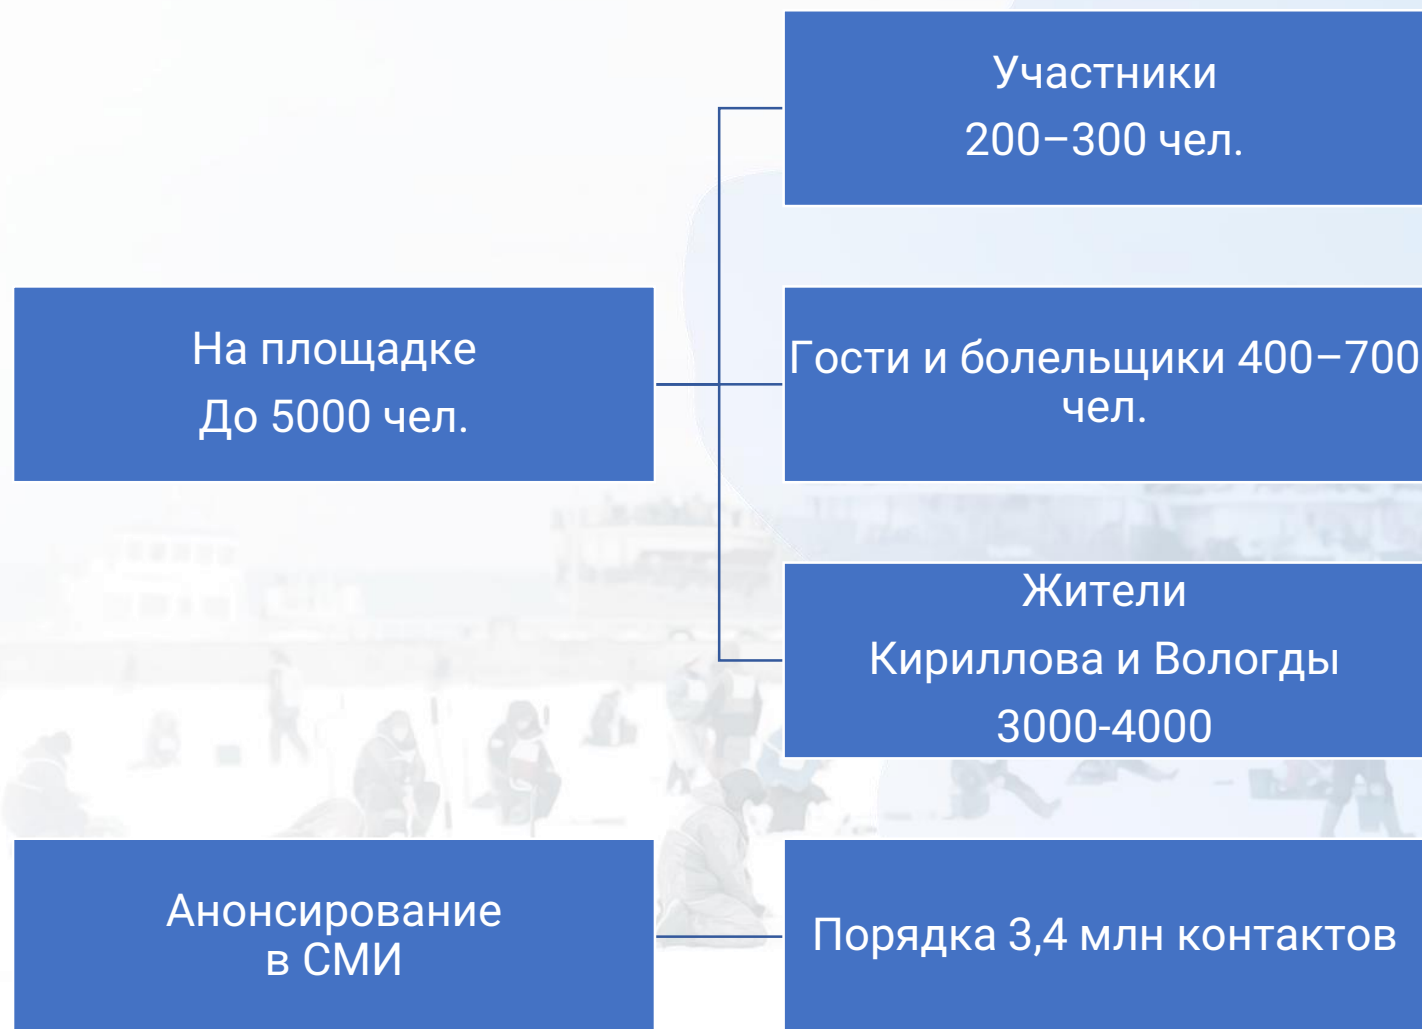 Участники
200–300 чел.
На площадке
До 5000 чел.
Гости и болельщики 400–700
чел.
Жители
Кириллова и Вологды
3000-4000
Анонсирование
в СМИ
Порядка 3,4 млн контактов